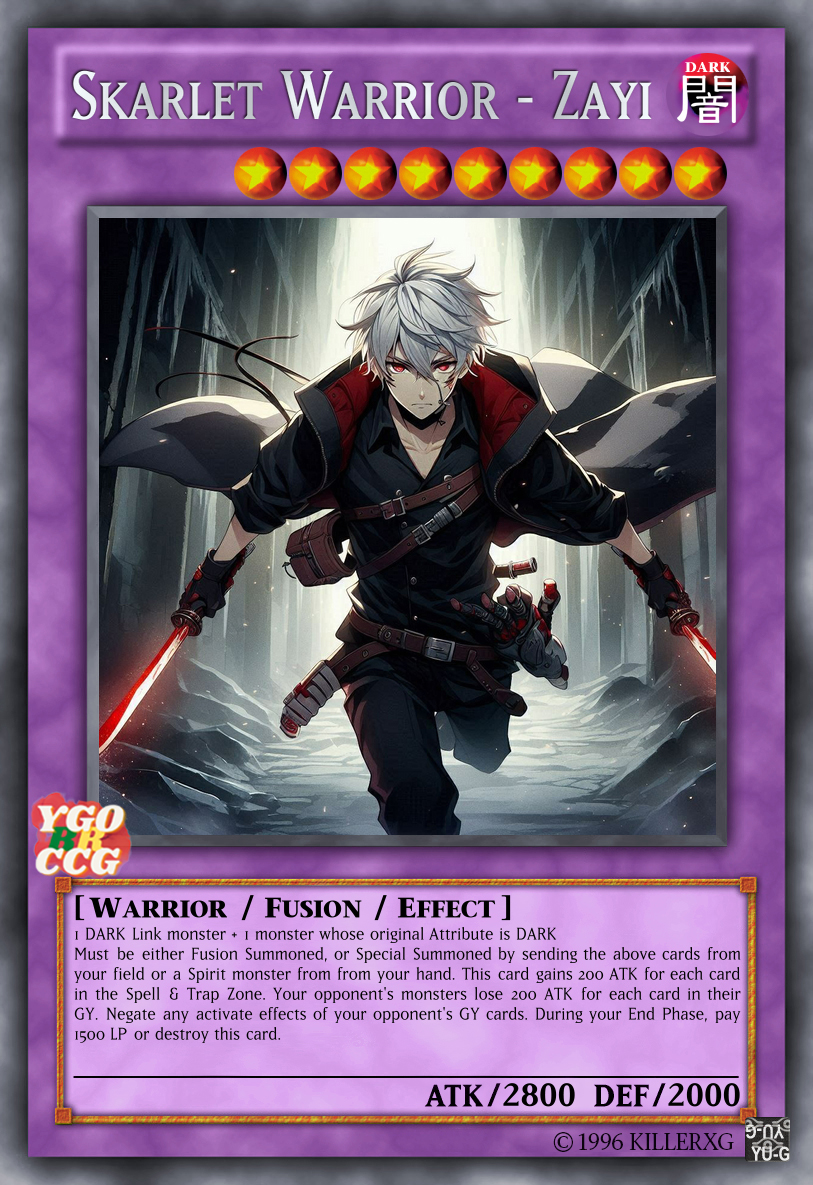 Skarlet Warrior - Zayi
DARK
闇
YGO
RR
CCG
[ Warrior / Fusion / Effect ]
1 DARK Link monster + 1 monster whose original Attribute is DARK
Must be either Fusion Summoned, or Special Summoned by sending the above cards from
your field or a Spirit monster from from your hand. This card gains 200 ATK for each card
in the Spell & Trap Zone. Your opponent's monsters lose 200 ATK for each card in their
GY. Negate any activate effects of your opponent's GY cards. During your End Phase, pay
1500 LP or destroy this card.
ATK/2800 DEF/2000
© 1996 KILLERXG
YU-G
YU-G